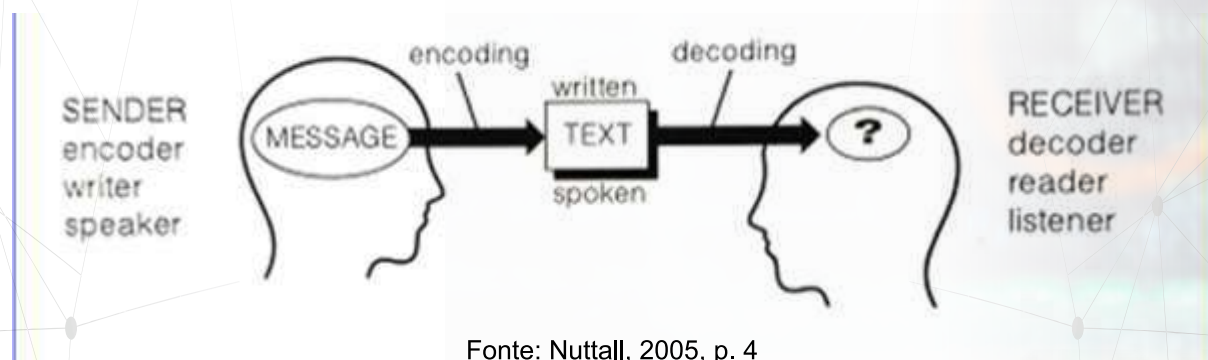 encoding
decoding
SENDER
encoder
writer
speaker
MESSAGE
written
TEXT
spoken
?
RECEIVER
decoder
reader
listener
Fonte: Nuttall, 2005, p. 4